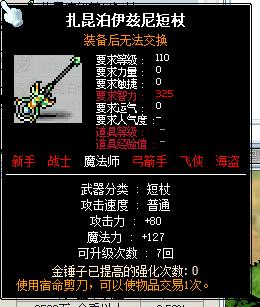 扎昆泊伊兹尼短杖
装备后无法交换
要求等级： 110
要求力量： 0
要求敏捷： 0
要求智力： 325
要求运气： 0
要求人气度： -
道具等级： -
道具经验值： -
新手 战士 魔法师 弓箭手 飞侠 海盗
武器分类 ： 短杖
攻击速度 ： 普通
攻击力 ： +80
魔法力 ： +127
可升级次数 ： 7回
金锤子已提高的强化次数: 0
使用宿命剪刀，可以使物品交易1次。